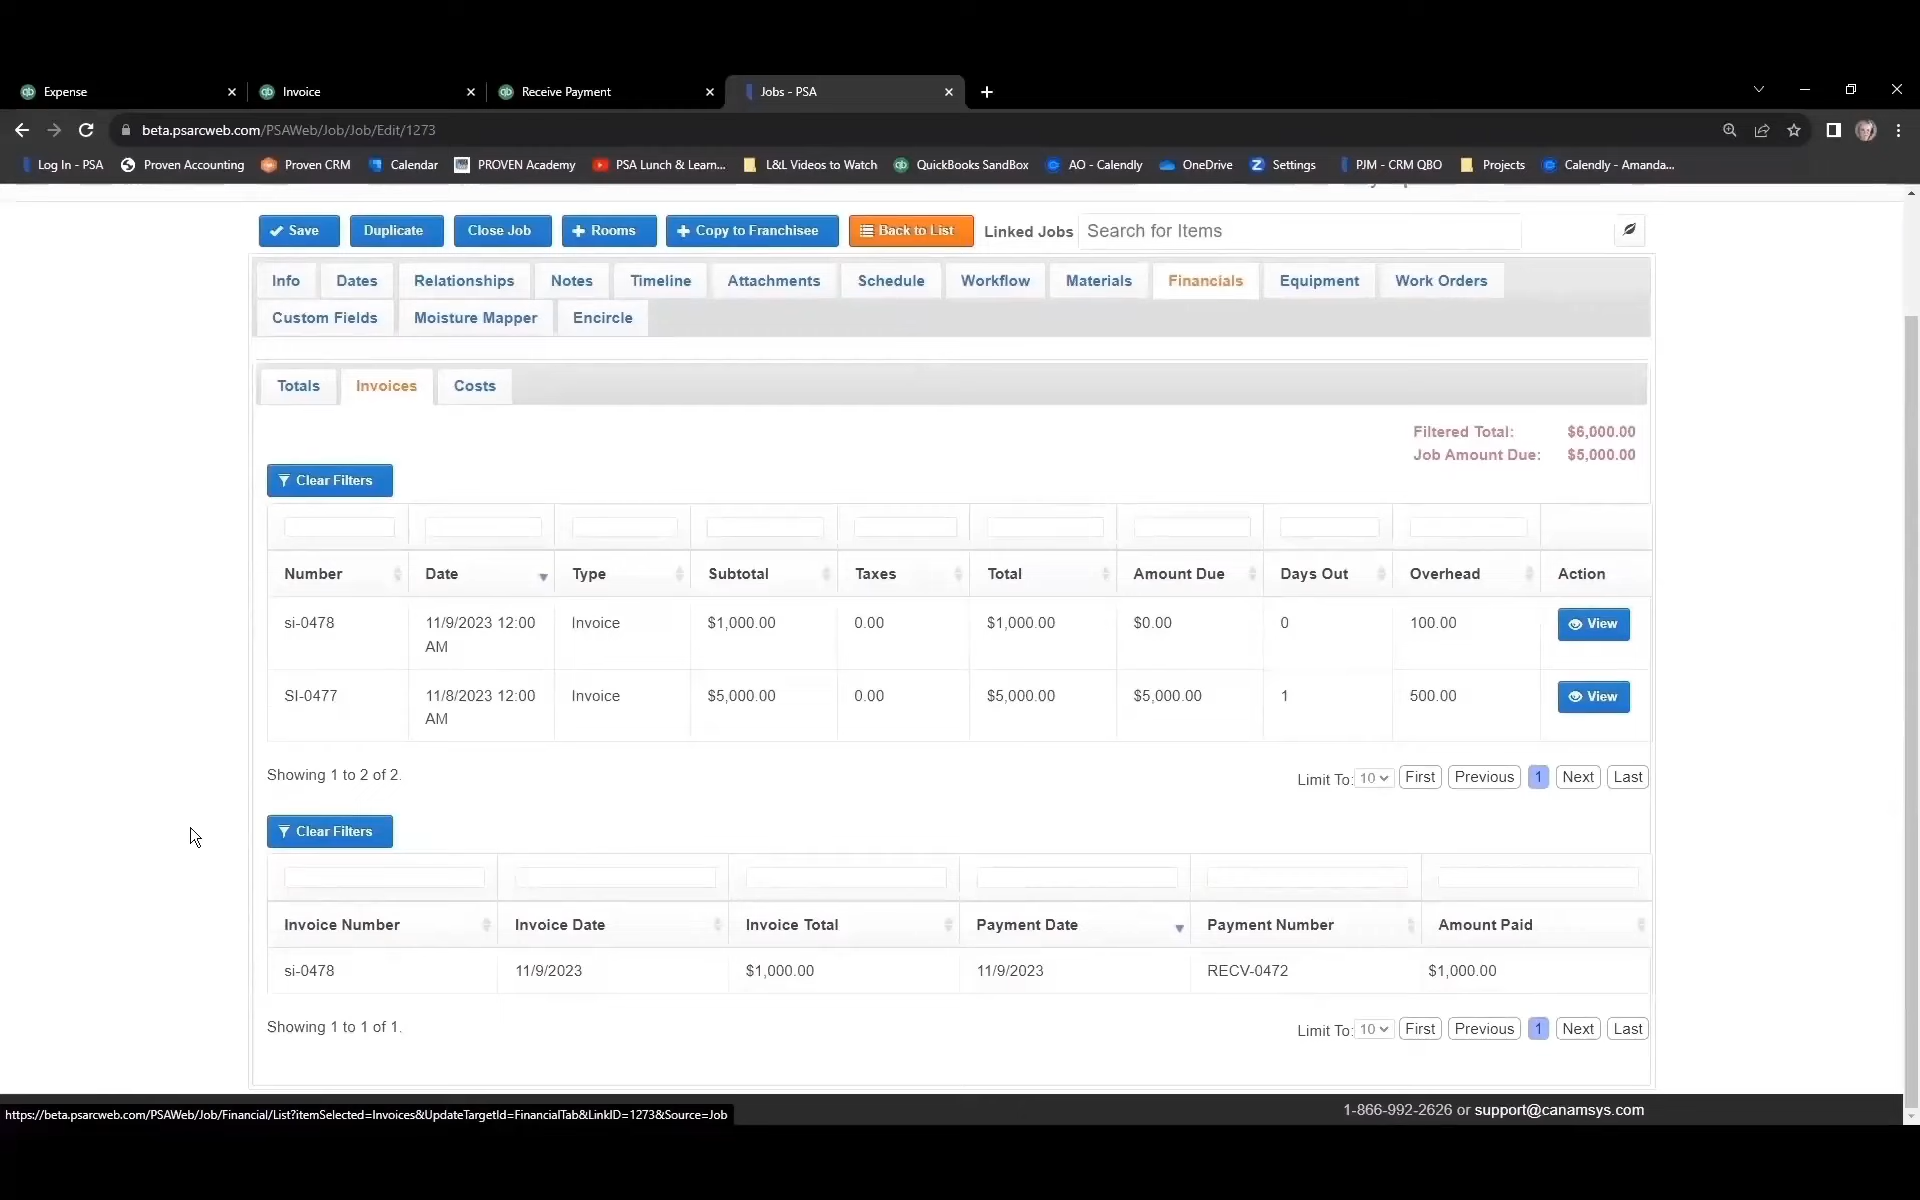 Expense
Invoice
Receive Payment
Jobs - PSA
beta.psarcweb.com/PSAWeb/Job/Job/Edit/1273
Log In - PSA
Proven Accounting
Proven CRM
Calendar
PROVEN Academy
PSA Lunch & Learn...
L&L Videos to Watch
QuickBooks SandBox
AO - Calendly
OneDrive
Settings
PJM - CRM QBO
Projects
Calendly - Amanda...
Save
Duplicate
Close Job
Rooms
Copy to Franchisee
Back to List
Linked Jobs
Search for Items
Info
Dates
Relationships
Notes
Timeline
Attachments
Schedule
Workflow
Materials
Financials
Equipment
Work Orders
Custom Fields
Moisture Mapper
Encircle
Totals
Invoices
Costs
Filtered Total: $6,000.00
Job Amount Due: $5,000.00
Clear Filters
Number Date Type Subtotal Taxes Total Amount Due Days Out Overhead Action
si-0478 11/9/2023 12:00 Invoice $1,000.00 0.00 $1,000.00 $0.00 0 100.00 View
AM
SI-0477 11/8/2023 12:00 Invoice $5,000.00 0.00 $5,000.00 $5,000.00 1 500.00 View
AM
Showing 1 to 2 of 2.
Limit To: 10 First Previous 1 Next Last
Clear Filters
Invoice Number Invoice Date Invoice Total Payment Date Payment Number Amount Paid
si-0478 11/9/2023 $1,000.00 11/9/2023 RECV-0472 $1,000.00
Showing 1 to 1 of 1.
Limit To: 10 First Previous 1 Next Last
https://beta.psarcweb.com/PSAWeb/Job/Financial/List?itemSelected=Invoices&UpdateTargetId=FinancialTab&LinkID=1273&Source=Job
1-866-992-2626 or support@canamsys.com